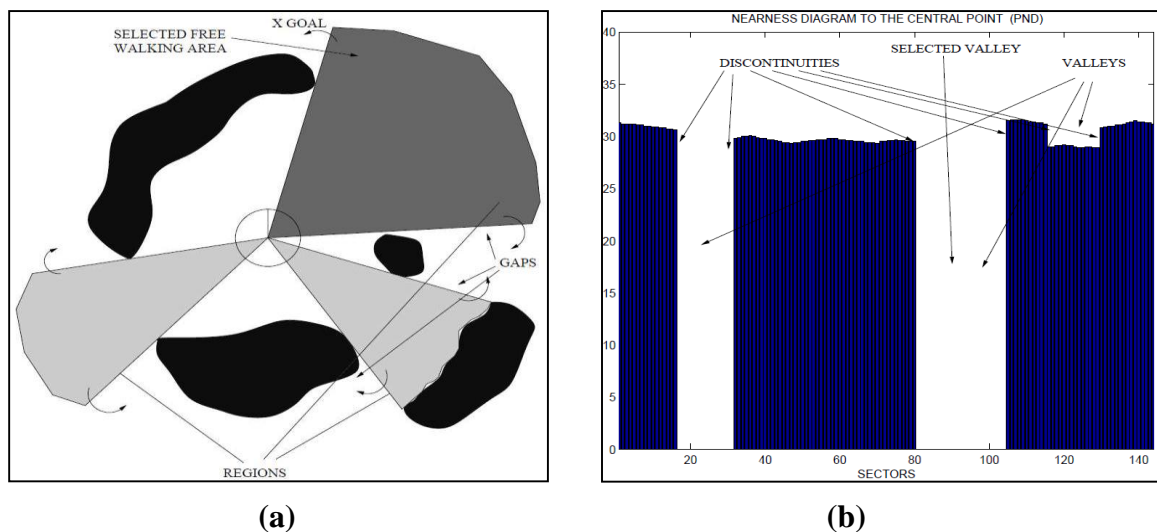 X GOAL
SELECTED FREE
WALKING AREA
GAPS
REGIONS
(a)
NEARNESS DIAGRAM TO THE CENTRAL POINT (PND)
SELECTED VALLEY
DISCONTINUITIES
VALLEYS
40
35
30
25
20
15
10
5
0
20
40
60
80
100
120
140
SECTORS
(b)